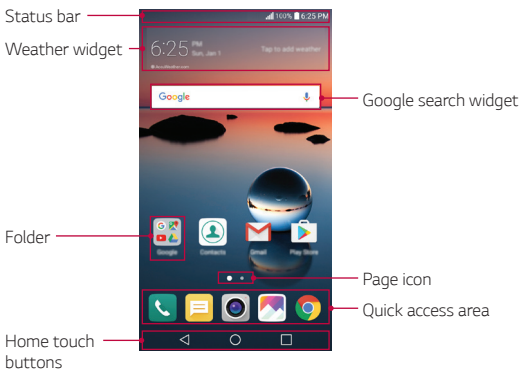 Status bar
100% 6:25 PM
Weather widget
6:25 PM
Sun, Jan 1
Tap to add weather
Google
Google search widget
Folder
Google
Contacts
Gmail
Play Store
Page icon
Quick access area
Home touch
buttons